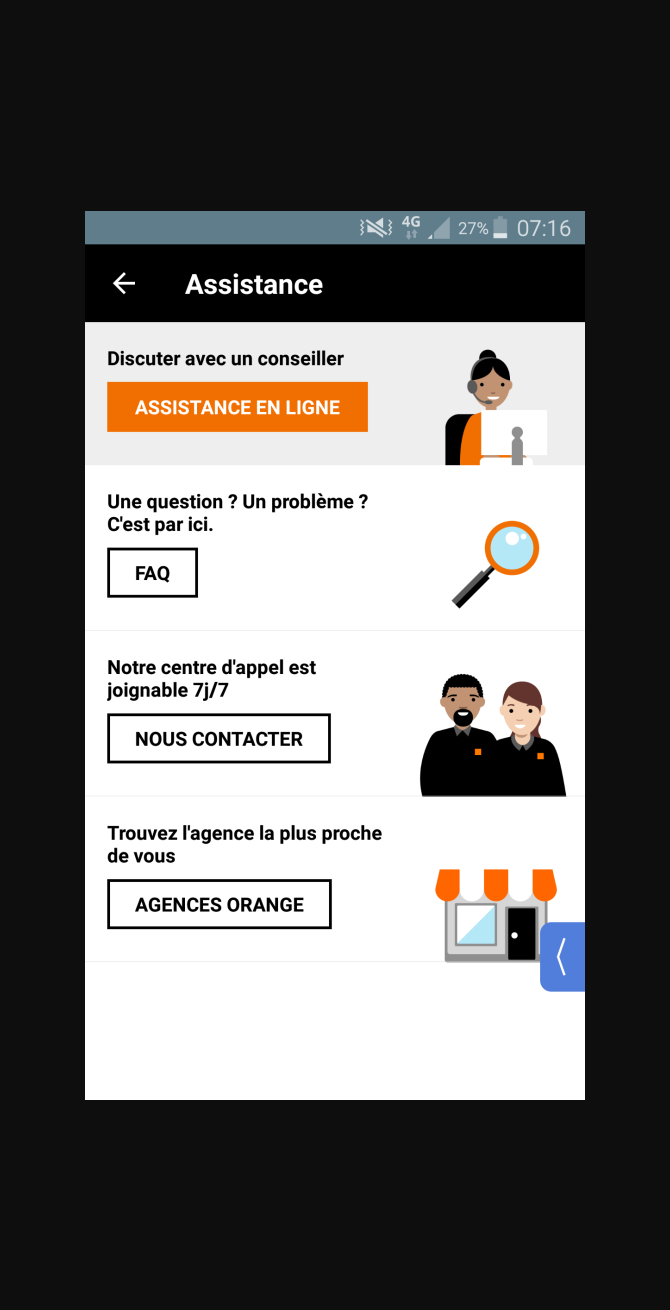 4G 27% 07:16
Assistance
Discuter avec un conseiller
ASSISTANCE EN LIGNE
Une question ? Un problème ?
C'est par ici.
FAQ
Notre centre d'appel est
joignable 7j/7
NOUS CONTACTER
Trouvez l'agence la plus proche
de vous
AGENCES ORANGE